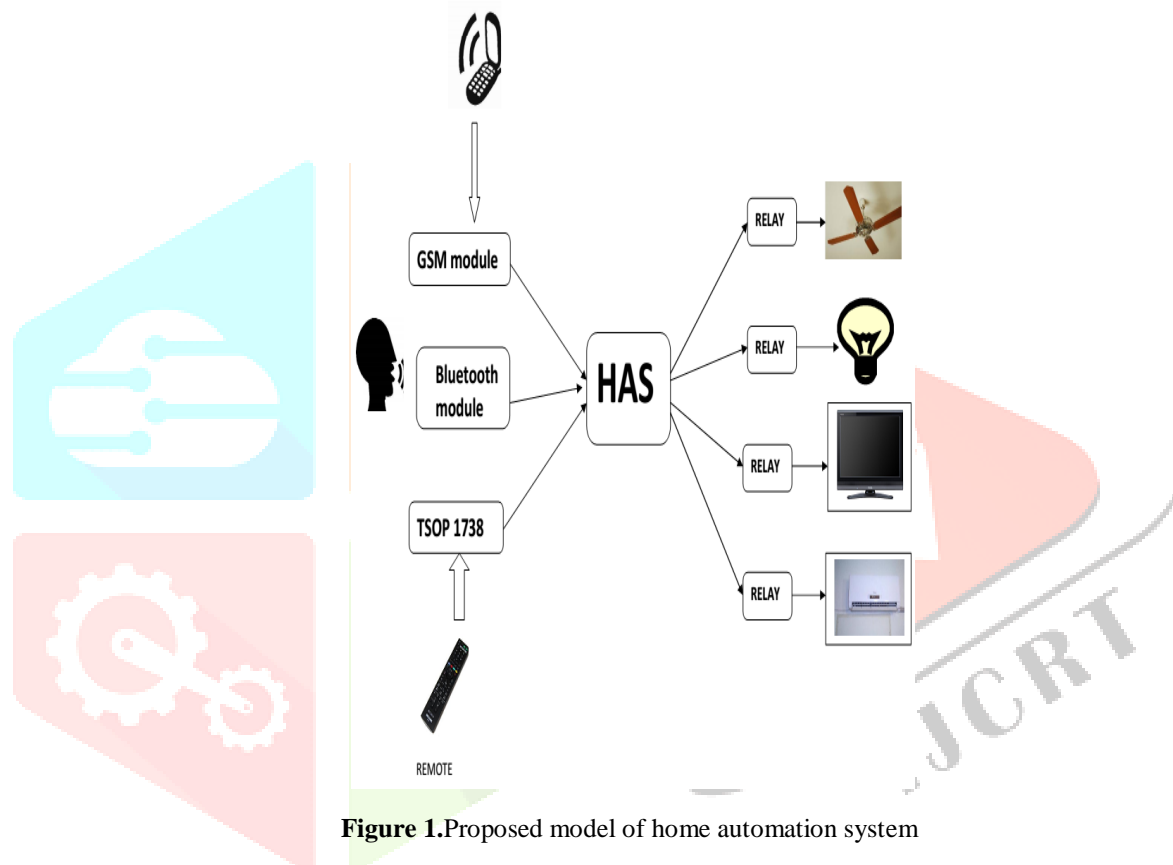 GSM module
Bluetooth
module
TSOP 1738
REMOTE
HAS
RELAY
RELAY
RELAY
RELAY
IJCRT
Figure 1.Proposed model of home automation system